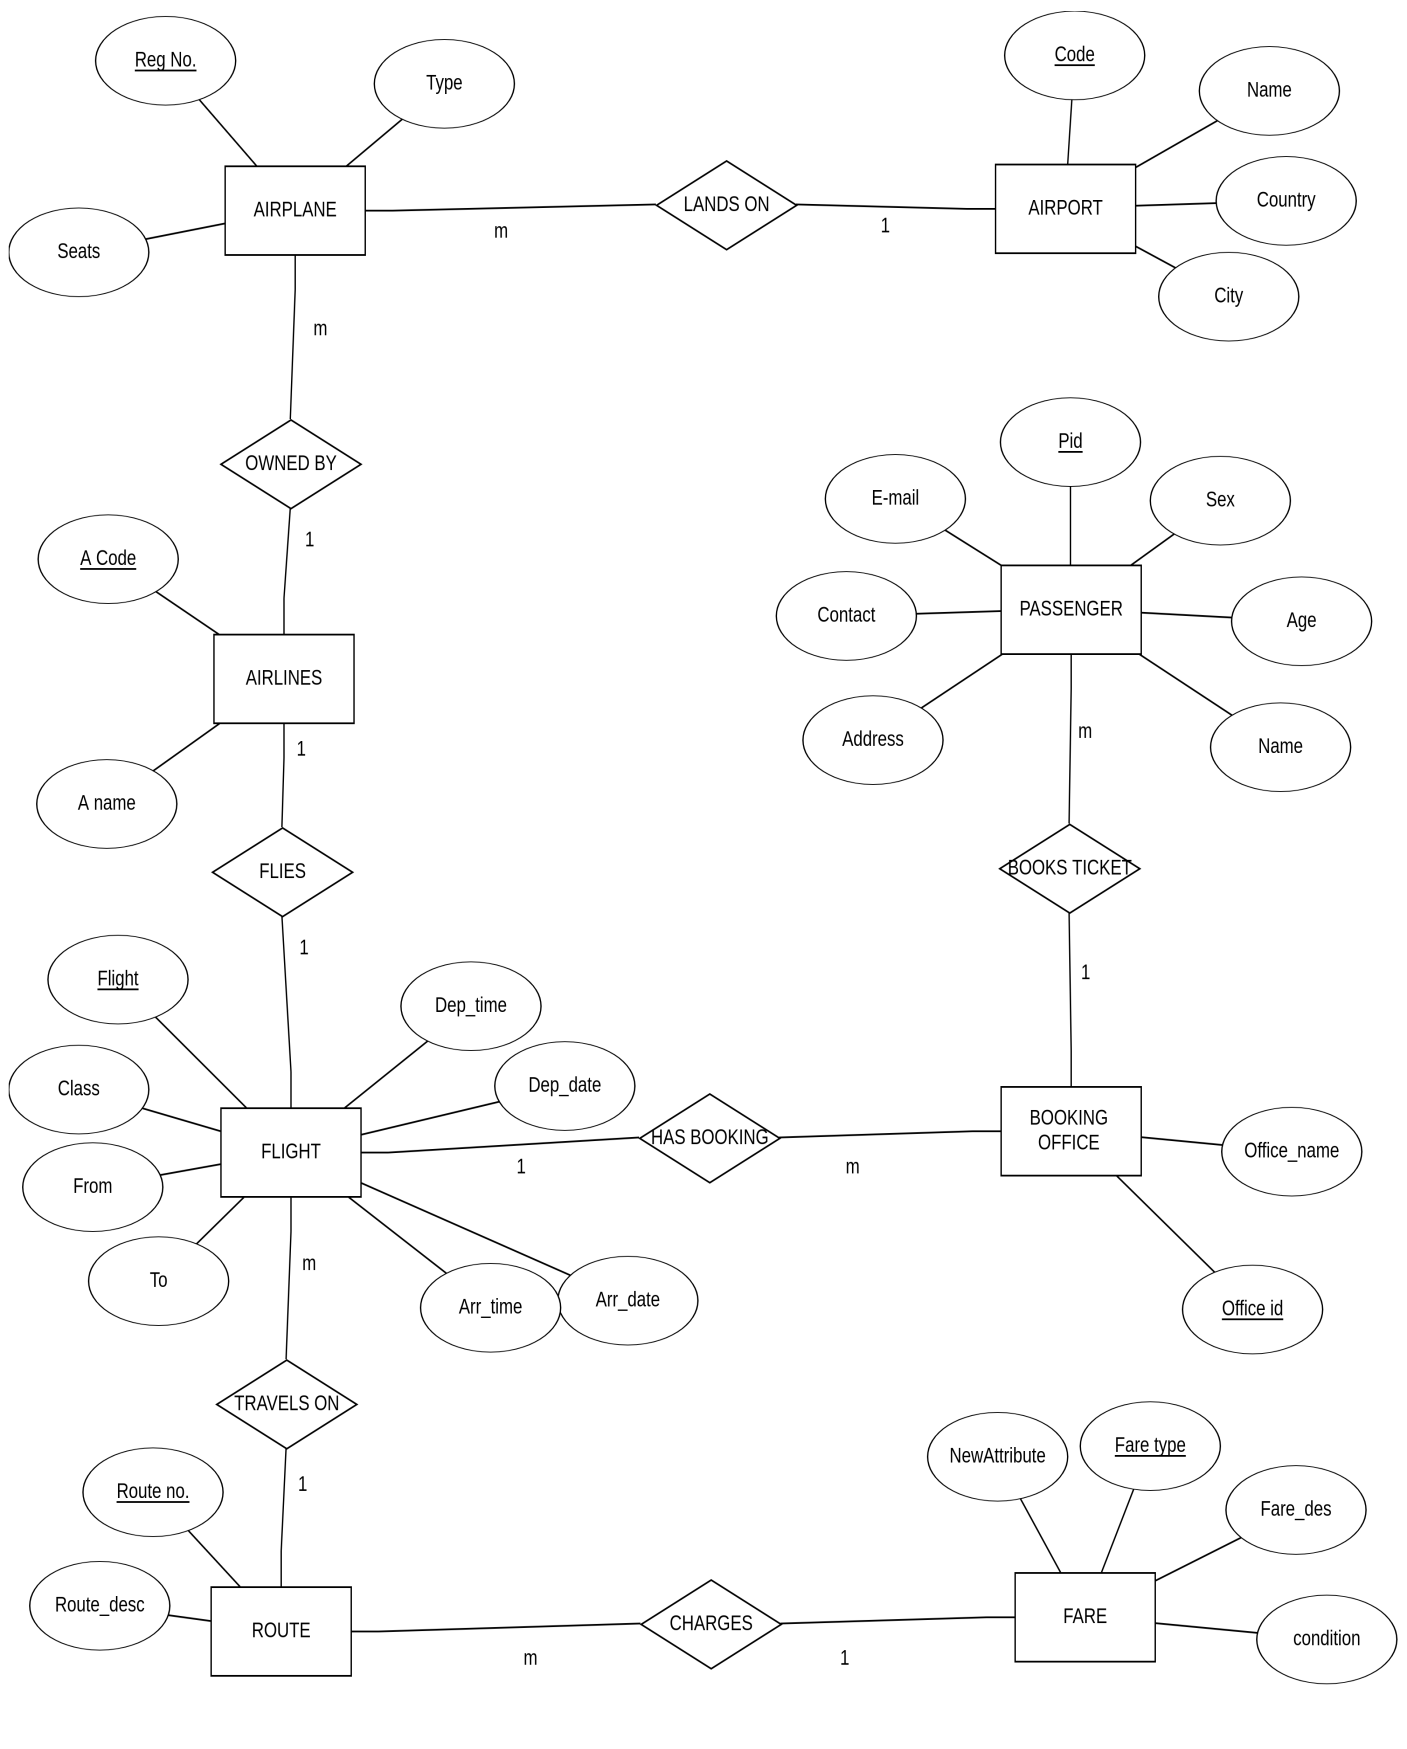 Reg No.
Type
Code
Name
AIRPLANE
LANDS ON
AIRPORT
Country
Seats
m
1
City
m
OWNED BY
Pid
E-mail
Sex
1
A Code
Contact
PASSENGER
Age
AIRLINES
1
m
Address
Name
A name
FLIES
BOOKS TICKET
1
1
Flight
Dep_time
Class
Dep_date
FLIGHT
HAS BOOKING
BOOKING
OFFICE
Office_name
1
m
From
To
m
Arr_time
Arr_date
Office id
TRAVELS ON
NewAttribute
Fare type
1
Route no.
Fare_des
Route_desc
ROUTE
CHARGES
FARE
condition
m
1